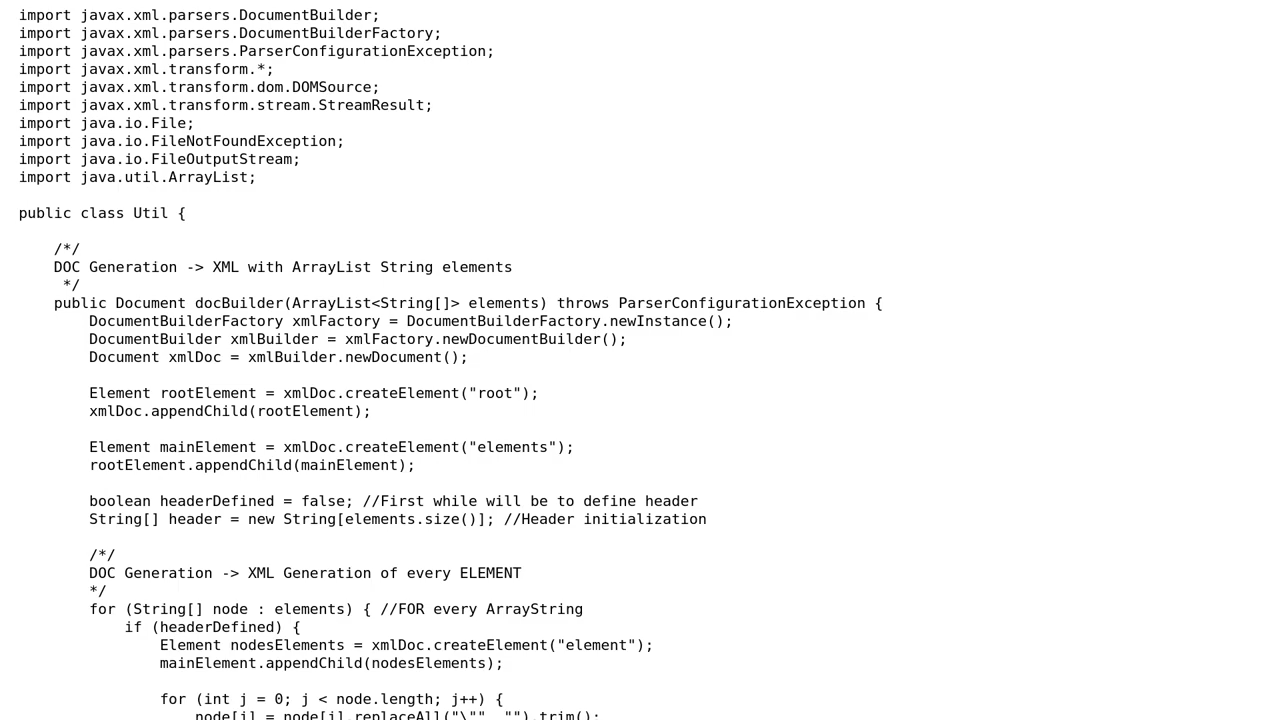 import javax.xml.parsers.DocumentBuilder;
import javax.xml.parsers.DocumentBuilderFactory;
import javax.xml.parsers.ParserConfigurationException;
import javax.xml.transform.*;
import javax.xml.transform.dom.DOMSource;
import javax.xml.transform.stream.StreamResult;
import java.io.File;
import java.io.FileNotFoundException;
import java.io.FileOutputStream;
import java.util.ArrayList;

public class Util {

    /*/
    DOC Generation -> XML with ArrayList String elements
     */
    public Document docBuilder(ArrayList<String[]> elements) throws ParserConfigurationException {
        DocumentBuilderFactory xmlFactory = DocumentBuilderFactory.newInstance();
        DocumentBuilder xmlBuilder = xmlFactory.newDocumentBuilder();
        Document xmlDoc = xmlBuilder.newDocument();

        Element rootElement = xmlDoc.createElement("root");
        xmlDoc.appendChild(rootElement);

        Element mainElement = xmlDoc.createElement("elements");
        rootElement.appendChild(mainElement);

        boolean headerDefined = false; //First while will be to define header
        String[] header = new String[elements.size()]; //Header initialization

        /*/
        DOC Generation -> XML Generation of every ELEMENT
        */
        for (String[] node : elements) { //FOR every ArrayString
            if (headerDefined) {
                Element nodesElements = xmlDoc.createElement("element");
                mainElement.appendChild(nodesElements);

                for (int j = 0; j < node.length; j++) {
                    node[j] = node[j].replaceAll("\"", "").trim();